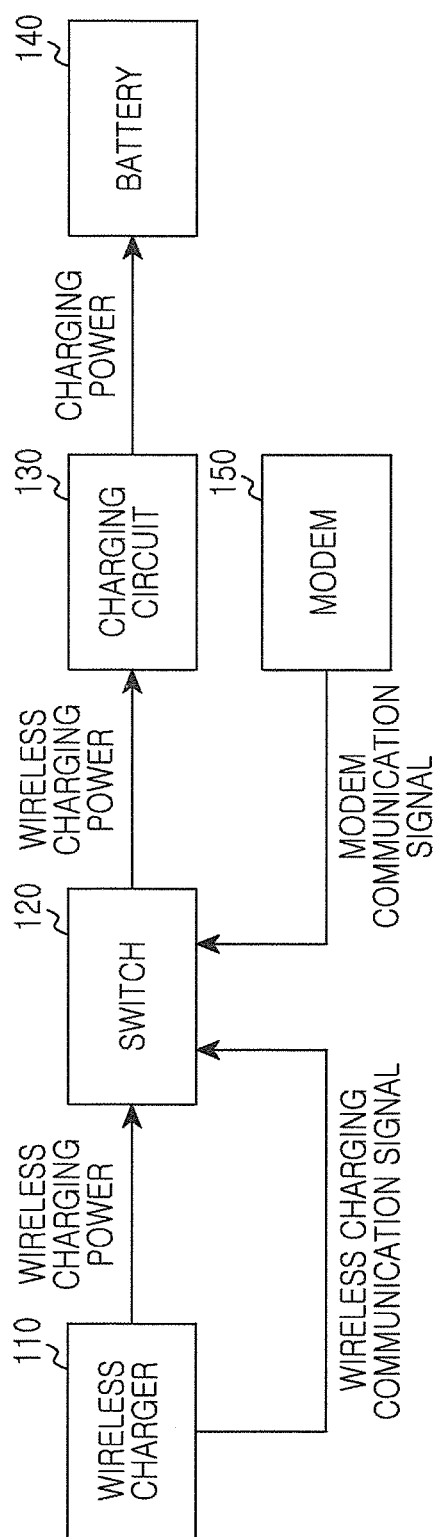 110
WIRELESS
CHARGER
WIRELESS
CHARGING
POWER
WIRELESS CHARGING
COMMUNICATION SIGNAL
120
SWITCH
WIRELESS
CHARGING
POWER
MODEM
COMMUNICATION
SIGNAL
130
CHARGING
CIRCUIT
150
MODEM
CHARGING
POWER
140
BATTERY